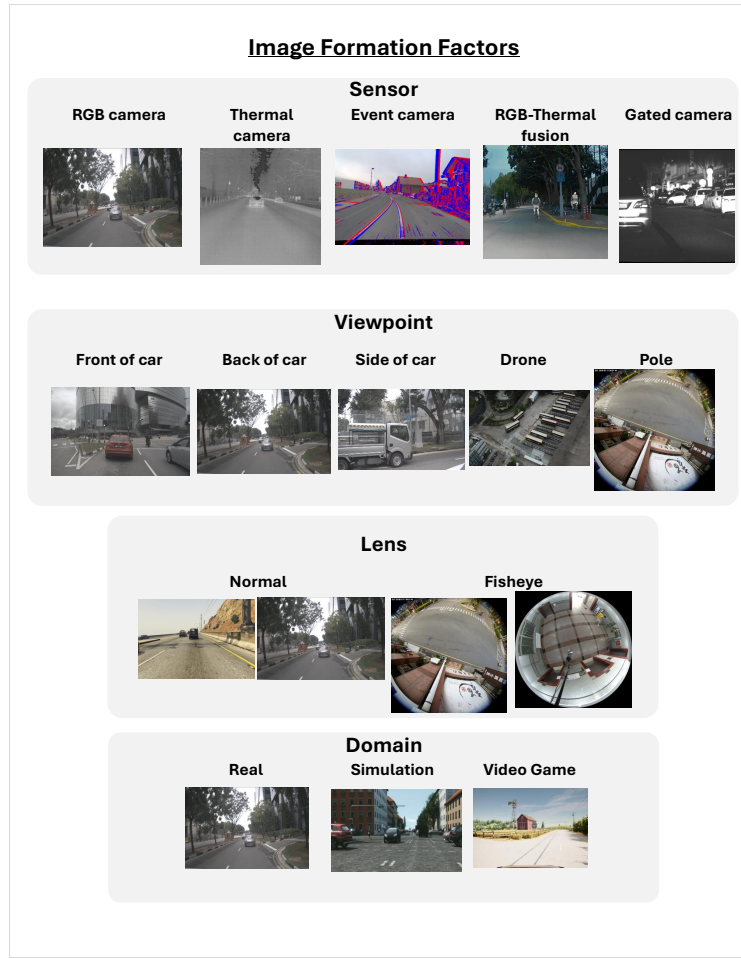 Image Formation Factors
Sensor
RGB camera
Thermal
camera
Event camera
RGB-Thermal
fusion
Gated camera
Viewpoint
Front of car
Back of car
Side of car
Drone
Pole
Lens
Normal
Fisheye
Domain
Real
Simulation
Video Game